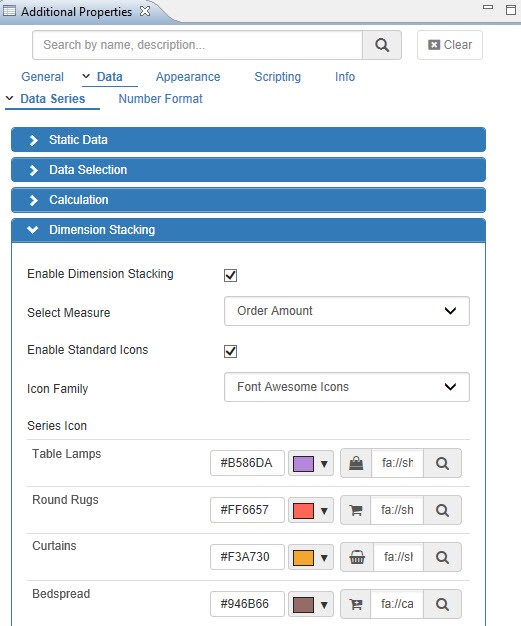 Additional Properties
Search by name, description...
Clear
General Data Appearance Scripting Info
Data Series Number Format
Static Data
Data Selection
Calculation
Dimension Stacking
Enable Dimension Stacking
Select Measure Order Amount
Enable Standard Icons
Icon Family Font Awesome Icons
Series Icon
Table Lamps #B586DA fa://sh
Round Rugs #FF6657 fa://sh
Curtains #F3A730 fa://sh
Bedspread #946B66 fa://ca